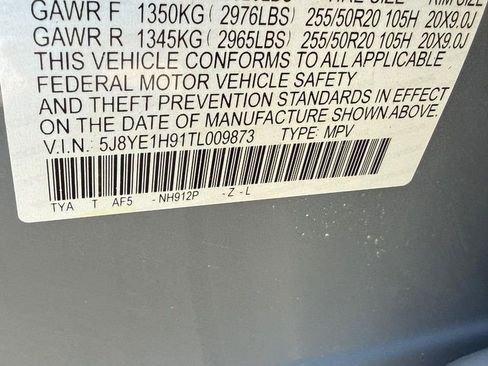 GAWR F 1350KG(2976LBS) 255/50R20 105H 20X9.0J
GAWR R 1345KG(2965LBS) 255/50R20 105H 20X9.0J
THIS VEHICLE CONFORMS TO ALL APPLICABLE
FEDERAL MOTOR VEHICLE SAFETY
AND THEFT PREVENTION STANDARDS IN EFFECT
ON THE DATE OF MANUFACTURE SHOWN ABOVE.
V.I.N.: 5J8YE1H91TL009873 TYPE: MPV
TYA T AF5 -NH912P -Z-L